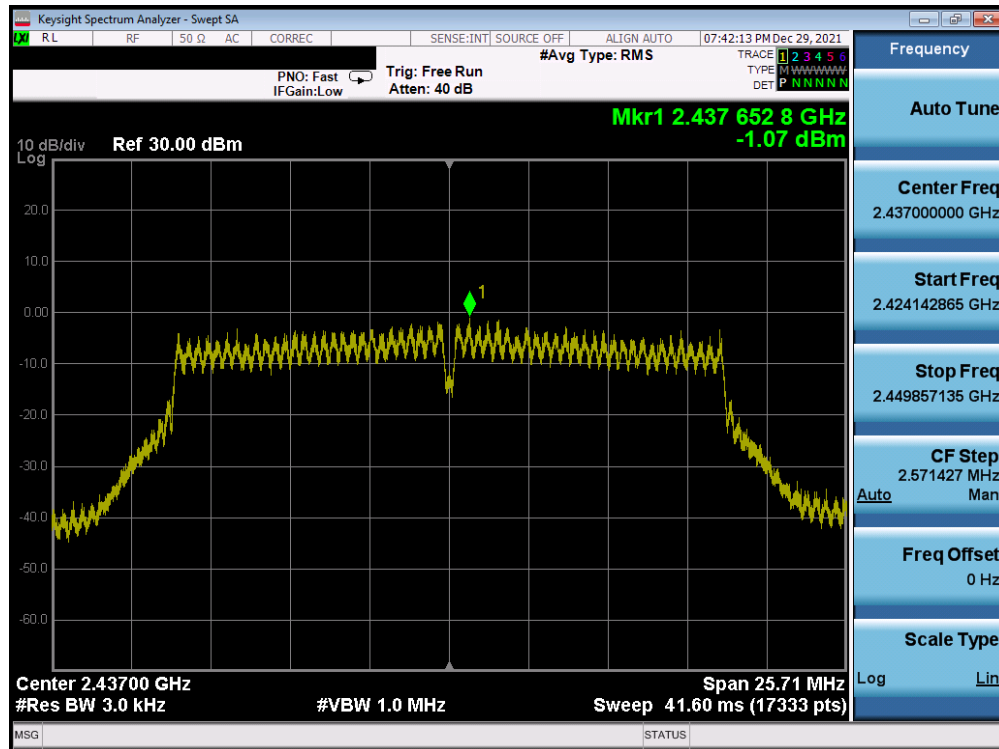 Keysight Spectrum Analyzer - Swept SA
LXI RL RF 50 Ω AC CORREC SENSE:INT SOURCE OFF ALIGN AUTO 07:42:13 PM Dec 29, 2021
#Avg Type: RMS
TRACE 1 2 3 4 5 6
PNO: Fast Trig: Free Run
TYPE M WWWWW
IFGain:Low Atten: 40 dB
DET P N N N N N
Mkr1 2.437 652 8 GHz
-1.07 dBm
10 dB/div Ref 30.00 dBm
Log
20.0
10.0
1
0.00
-10.0
-20.0
-30.0
-40.0
-50.0
-60.0
Center 2.43700 GHz Span 25.71 MHz
#Res BW 3.0 kHz #VBW 1.0 MHz Sweep 41.60 ms (17333 pts)
MSG STATUS
Frequency
Auto Tune
Center Freq
2.437000000 GHz
Start Freq
2.424142865 GHz
Stop Freq
2.449857135 GHz
CF Step
2.571427 MHz
Auto Man
Freq Offset
0 Hz
Scale Type
Log Lin